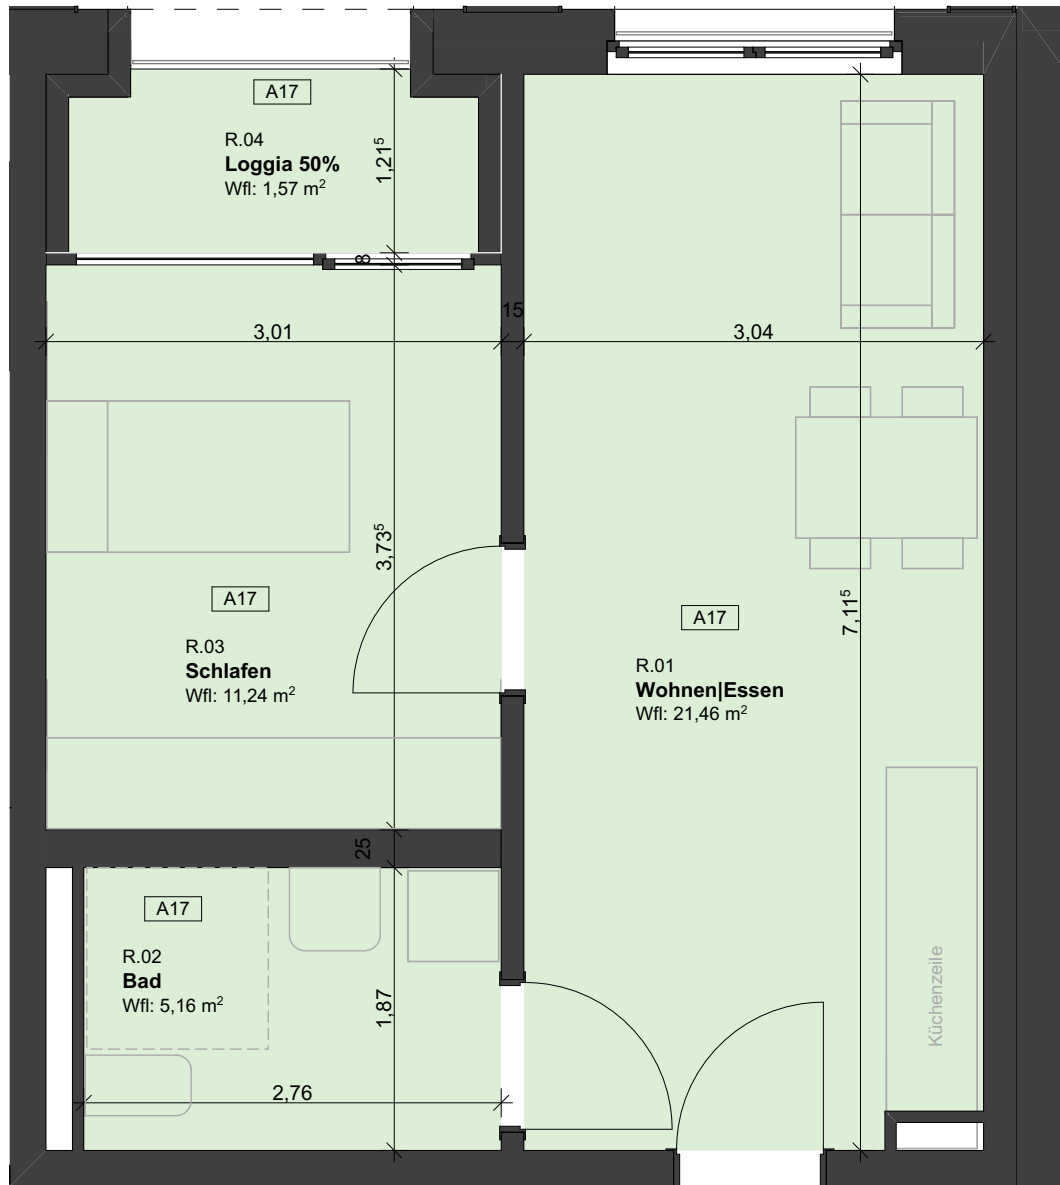 A17
R.04
Loggia 50%
Wfl: 1,57 m²
1,21⁵
8
15
3,01
3,04
3,73⁵
7,11⁵
A17
R.03
Schlafen
Wfl: 11,24 m²
A17
R.01
Wohnen|Essen
Wfl: 21,46 m²
25
A17
R.02
Bad
Wfl: 5,16 m²
1,87
2,76
Küchenzeile